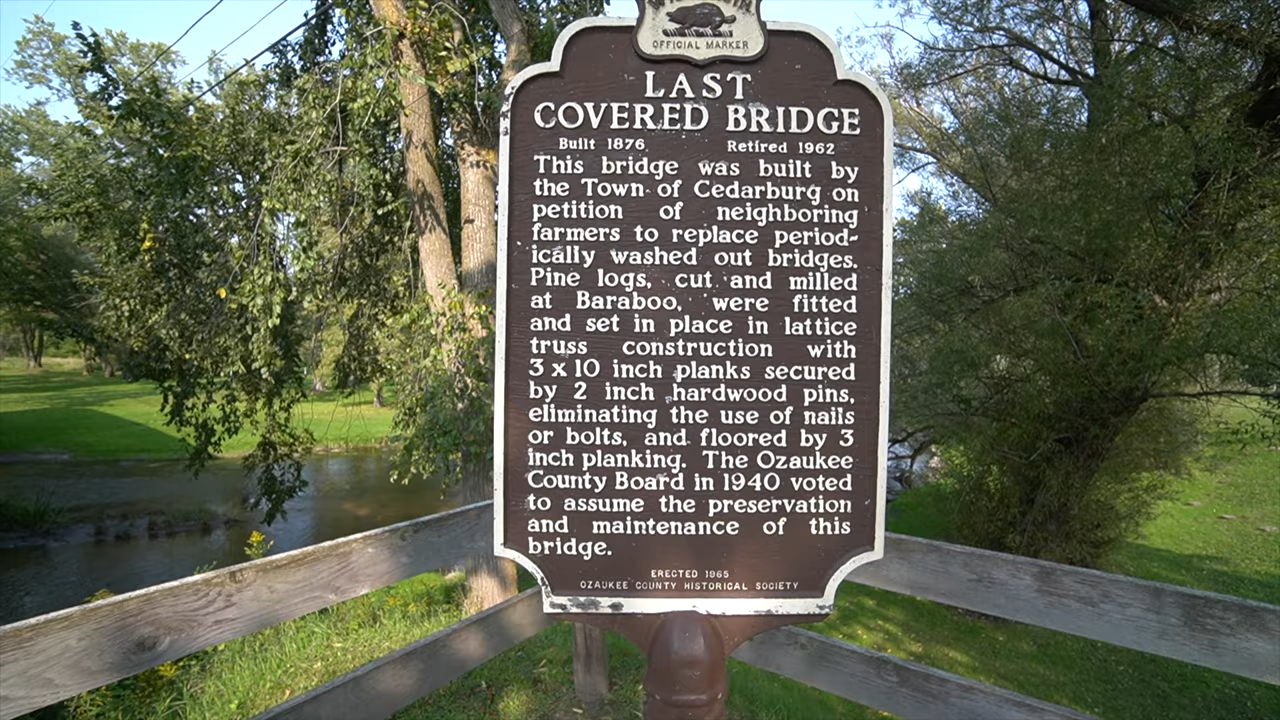 OFFICIAL MARKER
LAST
COVERED BRIDGE
Built 1876 Retired 1962
This bridge was built by
the Town of Cedarburg on
petition of neighboring
farmers to replace period-
ically washed out bridges.
Pine logs, cut and milled
at Baraboo, were fitted
and set in place in lattice
truss construction with
3 x 10 inch planks secured
by 2 inch hardwood pins,
eliminating the use of nails
or bolts, and floored by 3
inch planking. The Ozaukee
County Board in 1940 voted
to assume the preservation
and maintenance of this
bridge.
ERECTED 1965
OZAUKEE COUNTY HISTORICAL SOCIETY